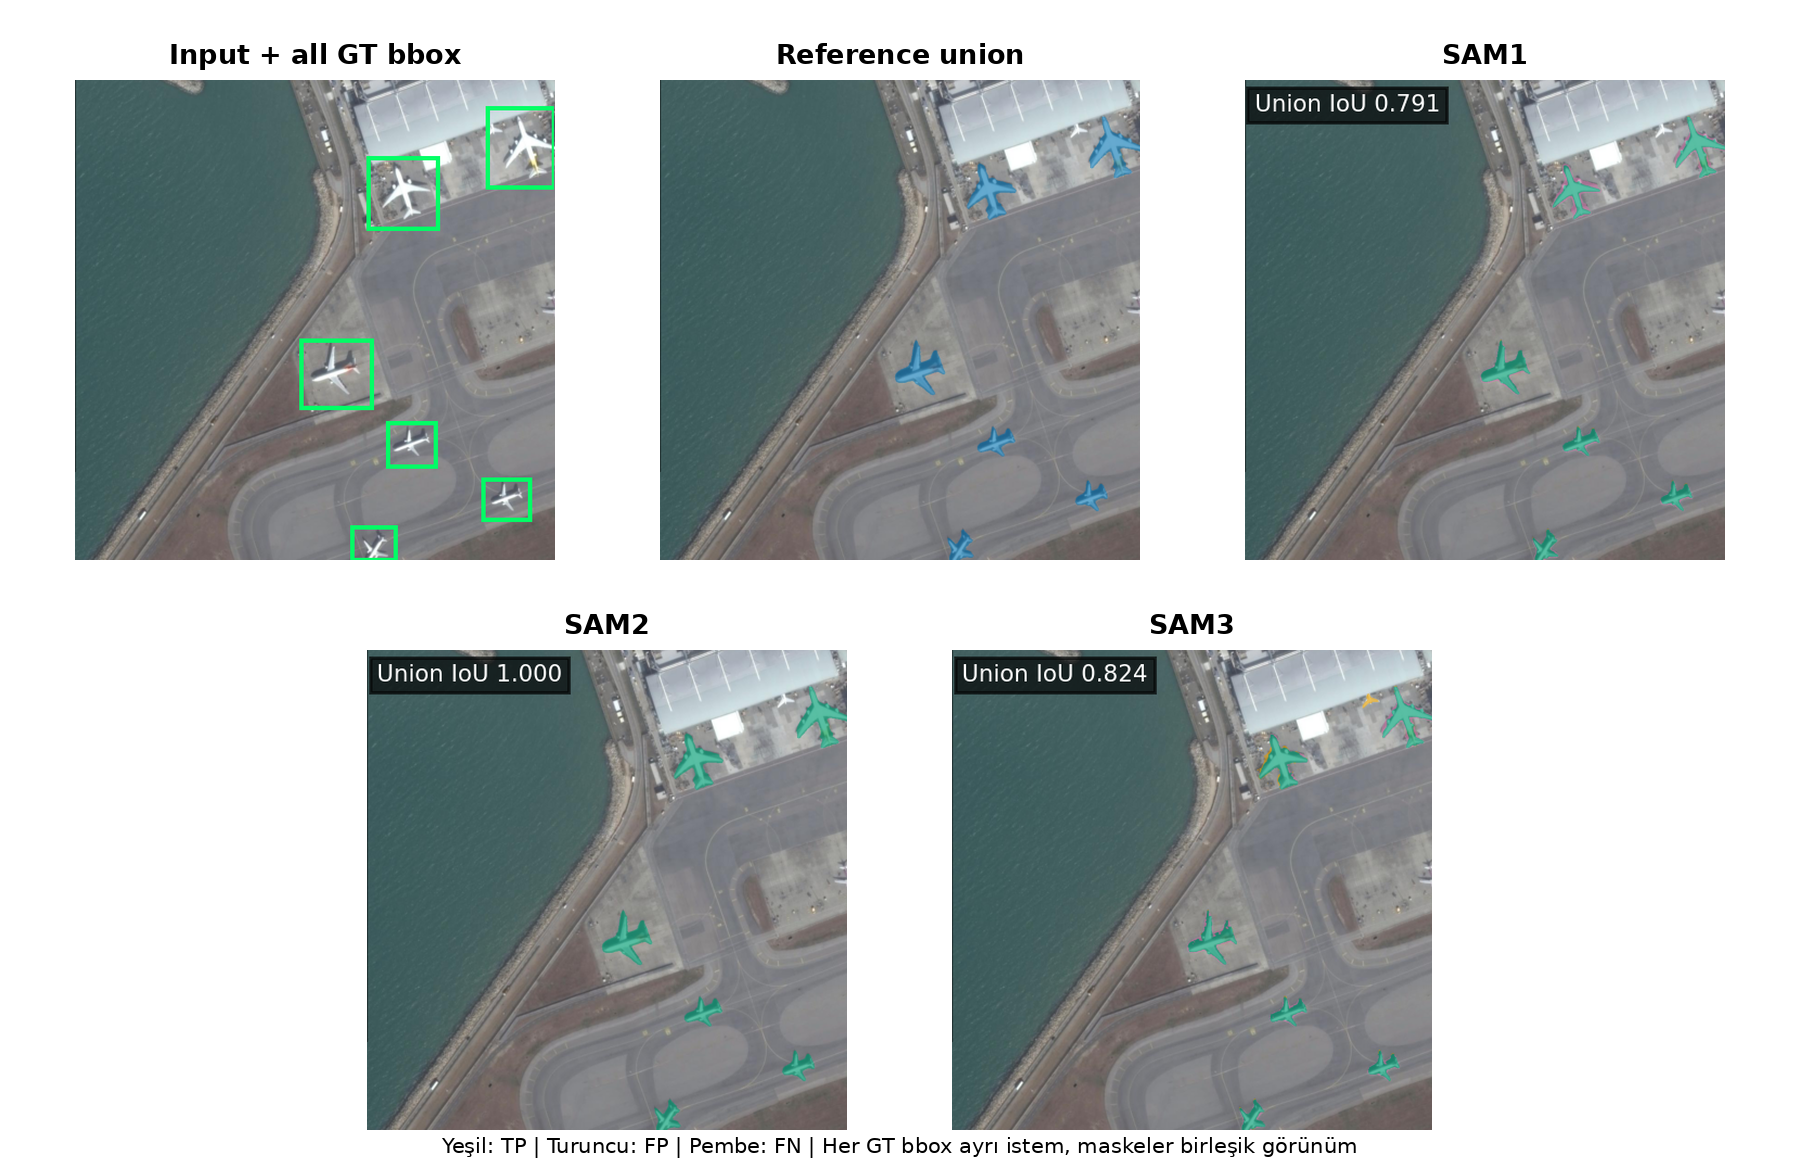 Input + all GT bbox
Reference union
SAM1
Union IoU 0.791
SAM2
SAM3
Union IoU 1.000
Union IoU 0.824
Yeşil: TP | Turuncu: FP | Pembe: FN | Her GT bbox ayrı istem, maskeler birleşik görünüm